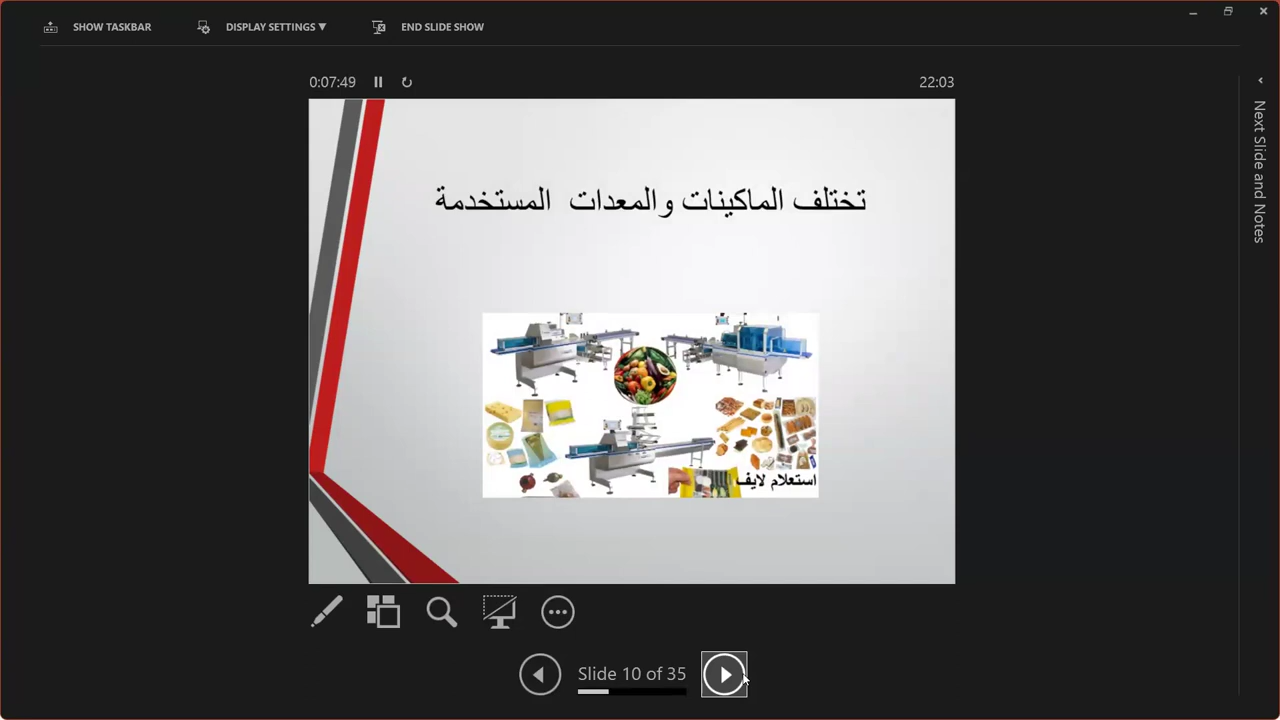 SHOW TASKBAR
DISPLAY SETTINGS ▼
END SLIDE SHOW
0:07:49
22:03
تختلف الماكينات والمعدات المستخدمة
استعلام لايف
Slide 10 of 35
Next Slide and Notes